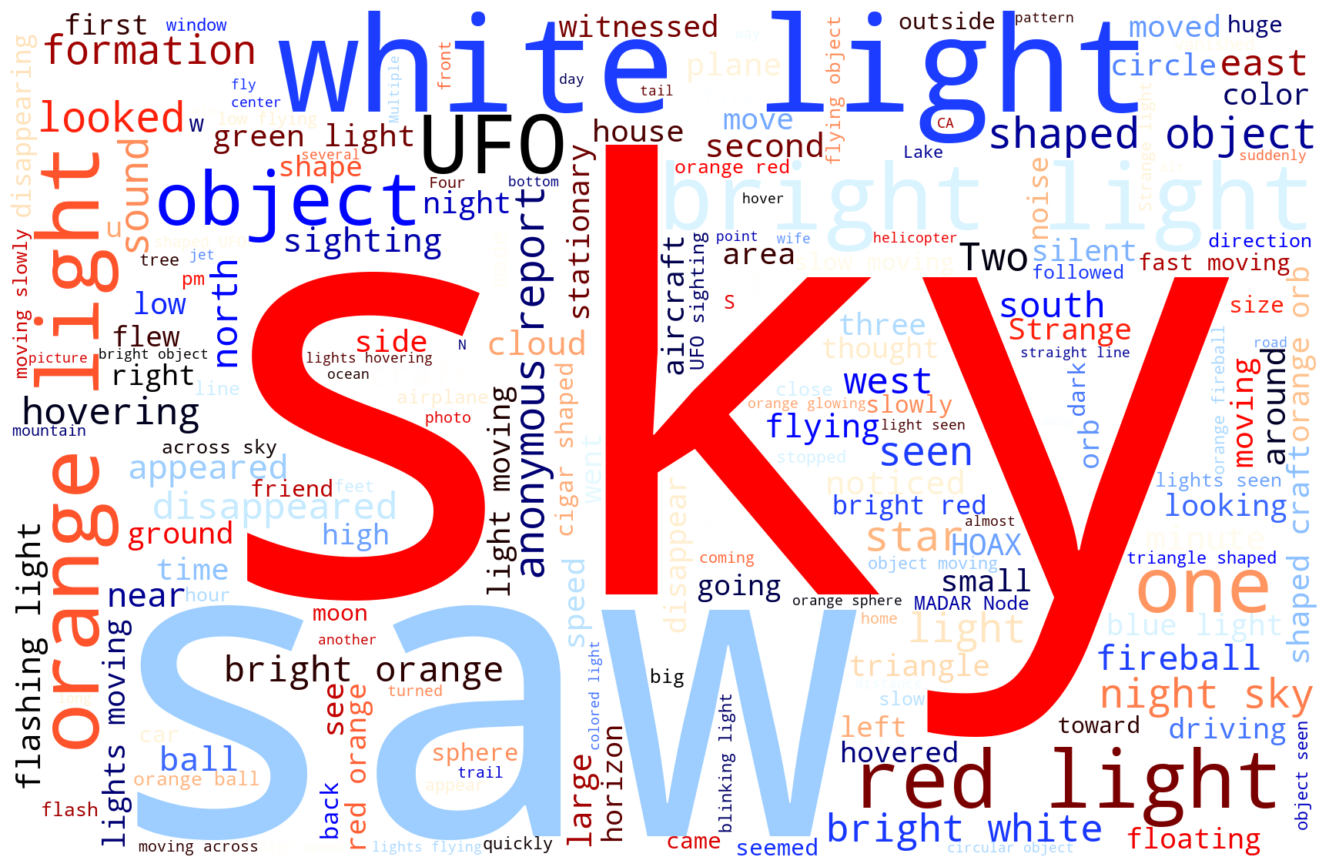 first
window
white light
witnessed
outside
pattern
moved
huge
formation
disappearing
fly
center
Multiple
front
day
tail
plane
flying object
circle
east
color
looked
w
low flying
green light
UFO
house
move
second
CA
shaped object
Lake
several
shape
orange red
suddenly
bright light
Strange light
noise
orange light
sound
u
object
Four
bottom
night
hover
sighting
shaped UFO
tree
jet
stationary
point
wife
helicopter
area
slow moving
Two
silent
direction
followed
fast moving
moving slowly
pm
north
low
anonymous report
aircraft
UFO sighting
S
south
size
flew
side
N
cloud
three
thought
Strange
straight line
road
picture
bright object
lights hovering
ocean
right
line
sky
close
west
dark
orb
moving
around
orange fireball
shaped craft
orange orb
hovering
airplane
photo
cigar shaped
orange glowing
slowly
flying
light seen
seen
mountain
across sky
light moving
went
stopped
appeared
friend
feet
disappeared
noticed
lights seen
bright red
looking
ground
high
disappear
star
almost
HOAX
minute
flashing light
time
hour
near
speed
coming
going
object moving
small
triangle shaped
one
orange sphere
MADAR Node
moon
another
saw
home
light
blue light
lights moving
bright orange
big
triangle
fireball
see
red orange
turned
slow
night sky
car
colored light
left
toward
driving
ball
orange ball
sphere
trail
appear
large
horizon
blinking light
hovered
red light
object seen
flash
back
moving across
lights flying
quickly
came
seemed
bright white
circular object
floating